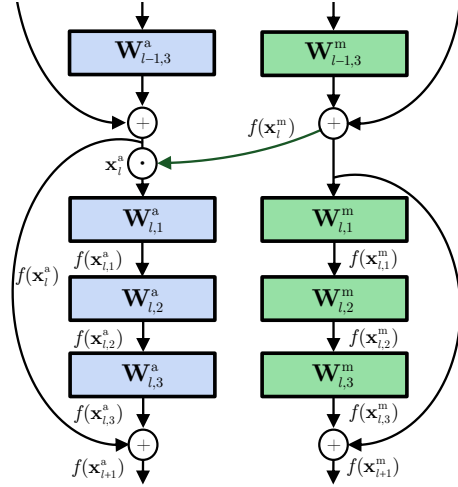 W^a_{l-1,3} W^m_{l-1,3}
+ f(x^m_l) +
x^a_l ·
W^a_{l,1} W^m_{l,1}
f(x^a_l) f(x^a_{l,1}) f(x^m_{l,1})
W^a_{l,2} W^m_{l,2}
f(x^a_{l,2}) f(x^m_{l,2})
W^a_{l,3} W^m_{l,3}
f(x^a_{l,3}) f(x^m_{l,3})
+ +
f(x^a_{l+1}) f(x^m_{l+1})